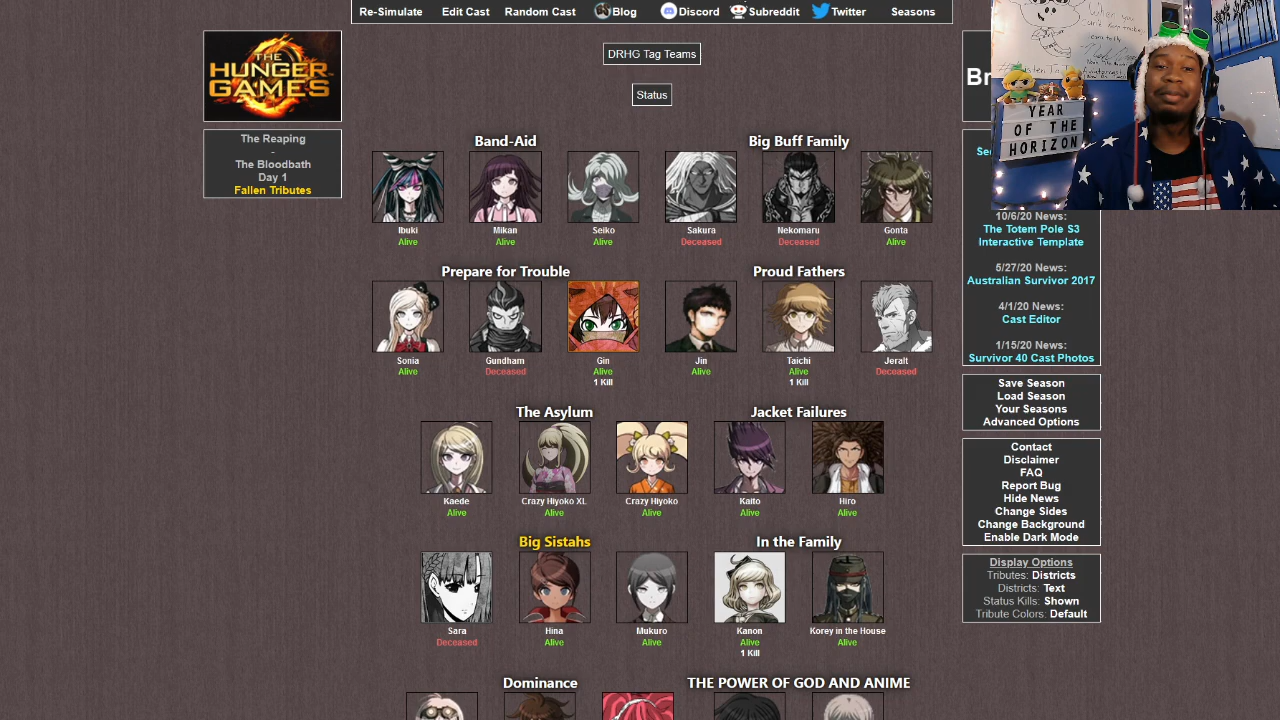 Re-Simulate Edit Cast Random Cast Blog Discord Subreddit Twitter Seasons
DRHG Tag Teams
Status
THE
HUNGER
GAMES
The Reaping
-
The Bloodbath
Day 1
Fallen Tributes
Band-Aid Big Buff Family
Ibuki Mikan Seiko Sakura Nekomaru Gonta
Alive Alive Alive Deceased Deceased Alive
Prepare for Trouble Proud Fathers
Sonia Gundham Gin Jin Taichi Jeralt
Alive Deceased Alive Alive Alive Deceased
1 Kill 1 Kill
The Asylum Jacket Failures
Kaede Crazy Hiyoko XL Crazy Hiyoko Kaito Hiro
Alive Alive Alive Alive Alive
Big Sistahs In the Family
Sara Hina Mukuro Kanon Korey in the House
Deceased Alive Alive Alive Alive
1 Kill
Dominance THE POWER OF GOD AND ANIME
Br
YEAR
OF THE
HORIZON
Se
10/6/20 News:
The Totem Pole S3
Interactive Template
5/27/20 News:
Australian Survivor 2017
4/1/20 News:
Cast Editor
1/15/20 News:
Survivor 40 Cast Photos
Save Season
Load Season
Your Seasons
Advanced Options
Contact
Disclaimer
FAQ
Report Bug
Hide News
Change Sides
Change Background
Enable Dark Mode
Display Options
Tributes: Districts
Districts: Text
Status Kills: Shown
Tribute Colors: Default